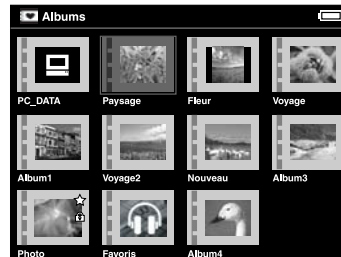 Albums
PC_DATA Paysage Fleur Voyage
Album1 Voyage2 Nouveau Album3
Photo Favoris Album4